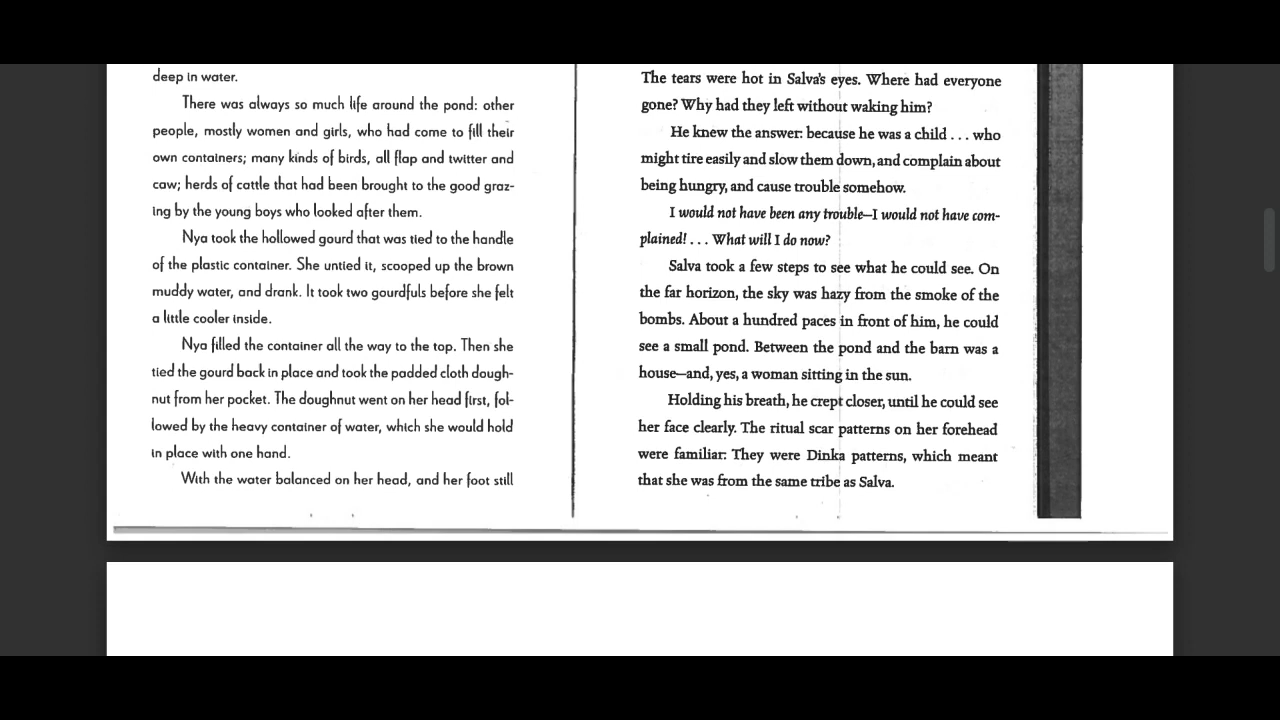 deep in water.
There was always so much life around the pond: other
people, mostly women and girls, who had come to fill their
own containers; many kinds of birds, all flap and twitter and
caw; herds of cattle that had been brought to the good graz-
ing by the young boys who looked after them.
Nya took the hollowed gourd that was tied to the handle
of the plastic container. She untied it, scooped up the brown
muddy water, and drank. It took two gourdfuls before she felt
a little cooler inside.
Nya filled the container all the way to the top. Then she
tied the gourd back in place and took the padded cloth dough-
nut from her pocket. The doughnut went on her head first, fol-
lowed by the heavy container of water, which she would hold
in place with one hand.
With the water balanced on her head, and her foot still
The tears were hot in Salva's eyes. Where had everyone
gone? Why had they left without waking him?
He knew the answer: because he was a child . . . who
might tire easily and slow them down, and complain about
being hungry, and cause trouble somehow.
I would not have been any trouble—I would not have com-
plained! . . . What will I do now?
Salva took a few steps to see what he could see. On
the far horizon, the sky was hazy from the smoke of the
bombs. About a hundred paces in front of him, he could
see a small pond. Between the pond and the barn was a
house—and, yes, a woman sitting in the sun.
Holding his breath, he crept closer, until he could see
her face clearly. The ritual scar patterns on her forehead
were familiar: They were Dinka patterns, which meant
that she was from the same tribe as Salva.